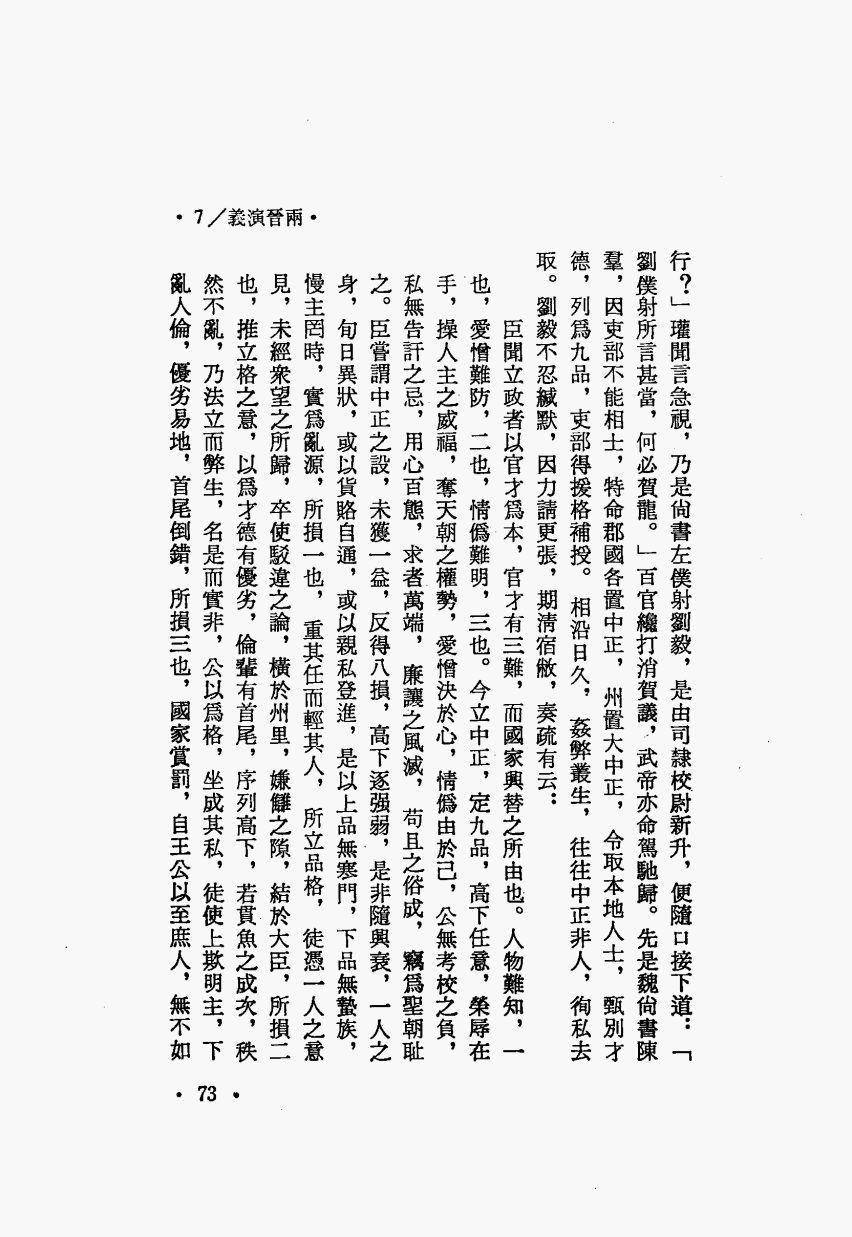 •7／義演晉兩•
行？」瓘聞言急視，乃是尙書左僕射劉毅，是由司隸校尉新升，便隨口接下道：「
劉僕射所言甚當，何必賀龍。」百官纔打消賀議，武帝亦命駕馳歸。先是魏尙書陳
羣，因吏部不能相士，特命郡國各置中正，州置大中正，令取本地人士，甄別才
德，列爲九品，吏部得援格補授。相沿日久，姦弊叢生，往往中正非人，徇私去
取。劉毅不忍緘默，因力請更張，期淸宿敝，奏疏有云：
臣聞立政者以官才爲本，官才有三難，而國家興替之所由也。人物難知，一
也，愛憎難防，二也，情僞難明，三也。今立中正，定九品，高下任意，榮辱在
手，操人主之威福，奪天朝之權勢，愛憎決於心，情僞由於己，公無考校之負，
私無告訐之忌，用心百態，求者萬端，廉讓之風滅，苟且之俗成，竊爲聖朝耻
之。臣嘗謂中正之設，未獲一益，反得八損，高下逐强弱，是非隨興衰，一人之
身，旬日異狀，或以貨賂自通，或以親私登進，是以上品無寒門，下品無蟄族，
慢主罔時，實爲亂源，所損一也，重其任而輕其人，所立品格，徒憑一人之意
見，未經衆望之所歸，卒使駁違之論，橫於州里，嫌讎之隙，結於大臣，所損二
也，推立格之意，以爲才德有優劣，倫輩有首尾，序列高下，若貫魚之成次，秩
然不亂，乃法立而弊生，名是而實非，公以爲格，坐成其私，徒使上欺明主，下
亂人倫，優劣易地，首尾倒錯，所損三也，國家賞罰，自王公以至庶人，無不如
•73•